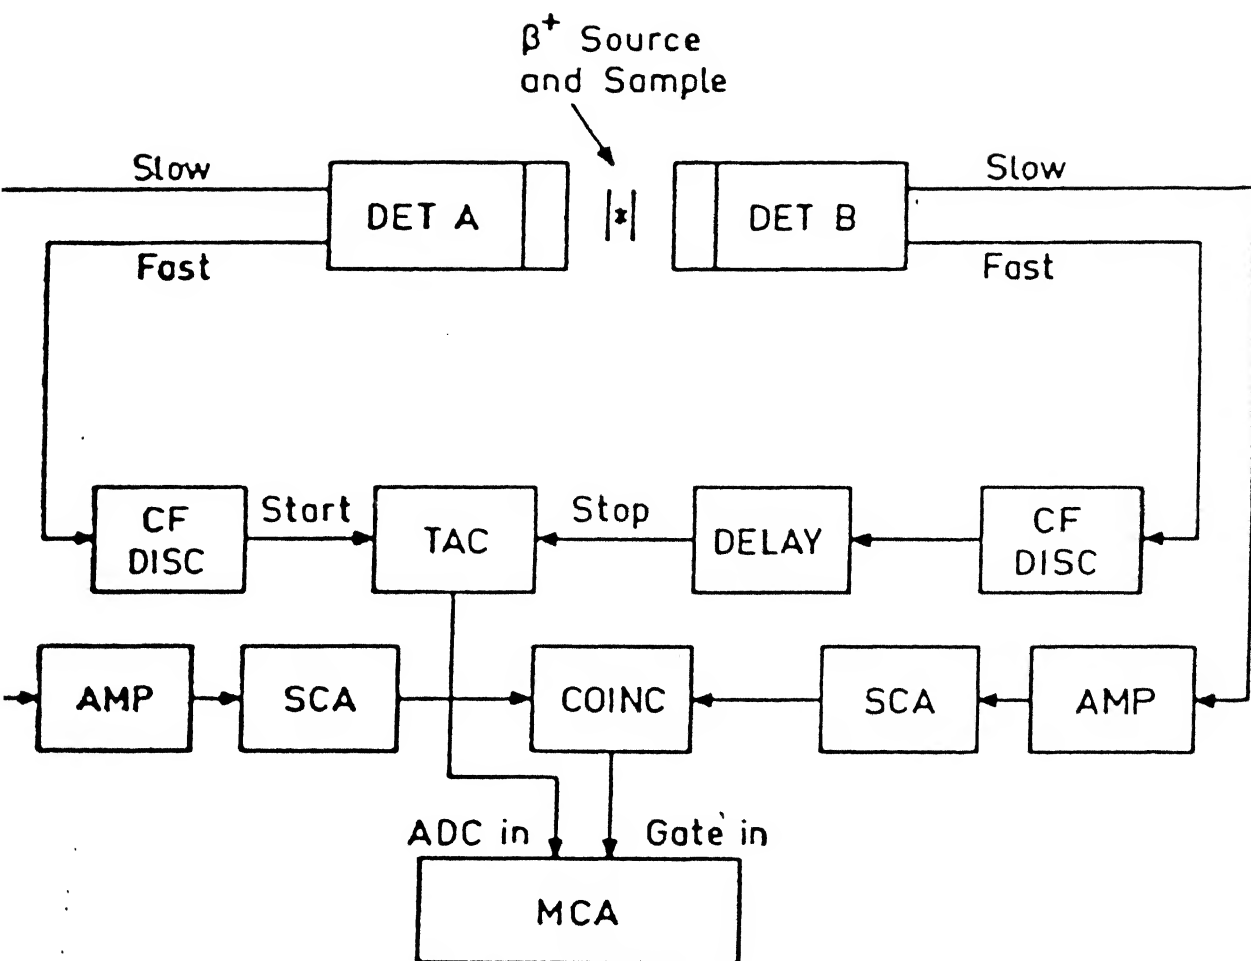 β+ Source
and Sample
Slow
Slow
DET A
DET B
Fast
Fast
CF
DISC
Start
TAC
Stop
DELAY
CF
DISC
AMP
SCA
COINC
SCA
AMP
ADC in
Gate in
MCA